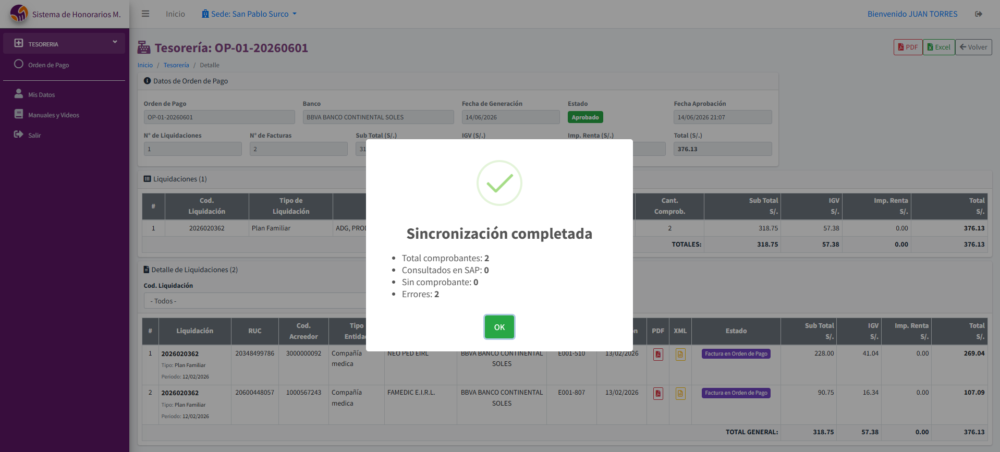 Sistema de Honorarios M.
Inicio
Sede: San Pablo Surco
Bienvenido JUAN TORRES
TESORERIA
Orden de Pago
Mis Datos
Manuales y Videos
Salir
Tesorería: OP-01-20260601
PDF
Excel
Volver
Inicio / Tesorería / Detalle
Datos de Orden de Pago
Orden de Pago
Banco
Fecha de Generación
Estado
Fecha Aprobación
OP-01-20260601
BBVA BANCO CONTINENTAL SOLES
14/06/2026
Aprobado
14/06/2026 21:07
N° de Liquidaciones
N° de Facturas
Sub Total (S/.)
IGV (S/.)
Imp. Renta (S/.)
Total (S/.)
1
2
31
376.13
Liquidaciones (1)
# Cod. Liquidación Tipo de Liquidación Cant. Comprob. Sub Total S/. IGV S/. Imp. Renta S/. Total S/.
1 2026020362 Plan Familiar ADG, PROD 2 318.75 57.38 0.00 376.13
TOTALES: 318.75 57.38 0.00 376.13
Sincronización completada
Total comprobantes: 2
Consultados en SAP: 0
Sin comprobante: 0
Errores: 2
OK
Detalle de Liquidaciones (2)
Cod. Liquidación
- Todos -
# Liquidación RUC Cod. Acreedor Tipo Entidad n PDF XML Estado Sub Total S/. IGV S/. Imp. Renta S/. Total S/.
1 2026020362 20348499786 3000000092 Compañía medica NEO PED EIRL BBVA BANCO CONTINENTAL SOLES E001-510 13/02/2026 Factura en Orden de Pago 228.00 41.04 0.00 269.04
Tipo: Plan Familiar
Periodo: 12/02/2026
2 2026020362 20600448057 1000567243 Compañía medica FAMEDIC E.I.R.L. BBVA BANCO CONTINENTAL SOLES E001-807 13/02/2026 Factura en Orden de Pago 90.75 16.34 0.00 107.09
Tipo: Plan Familiar
Periodo: 12/02/2026
TOTAL GENERAL: 318.75 57.38 0.00 376.13